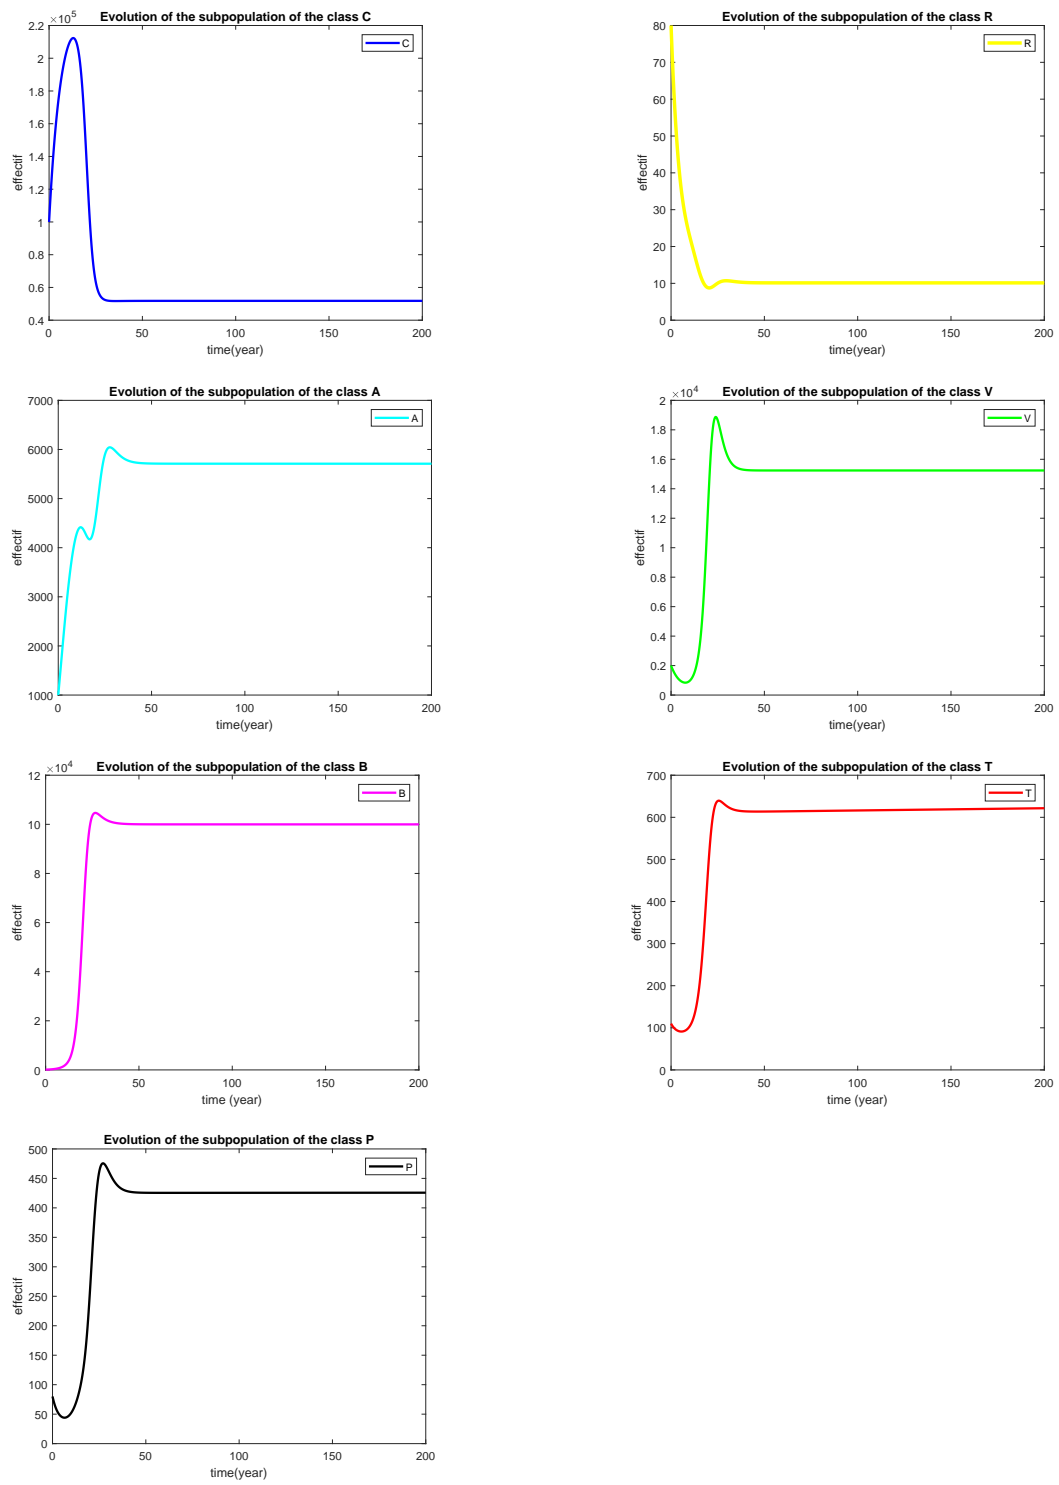 Evolution of the subpopulation of the class C
×10^5
2.2
2
1.8
1.6
1.4
1.2
1
0.8
0.6
0.4
effectif
C
0 50 100 150 200
time(year)
Evolution of the subpopulation of the class R
80
70
60
50
40
30
20
10
0
effectif
R
0 50 100 150 200
time(year)
Evolution of the subpopulation of the class A
7000
6000
5000
4000
3000
2000
1000
effectif
A
0 50 100 150 200
time(year)
Evolution of the subpopulation of the class V
×10^4
2
1.8
1.6
1.4
1.2
1
0.8
0.6
0.4
0.2
0
effectif
V
0 50 100 150 200
time(year)
Evolution of the subpopulation of the class B
×10^4
12
10
8
6
4
2
0
effectif
B
0 50 100 150 200
time (year)
Evolution of the subpopulation of the class T
700
600
500
400
300
200
100
0
effectif
T
0 50 100 150 200
time (year)
Evolution of the subpopulation of the class P
500
450
400
350
300
250
200
150
100
50
0
effectif
P
0 50 100 150 200
time(year)